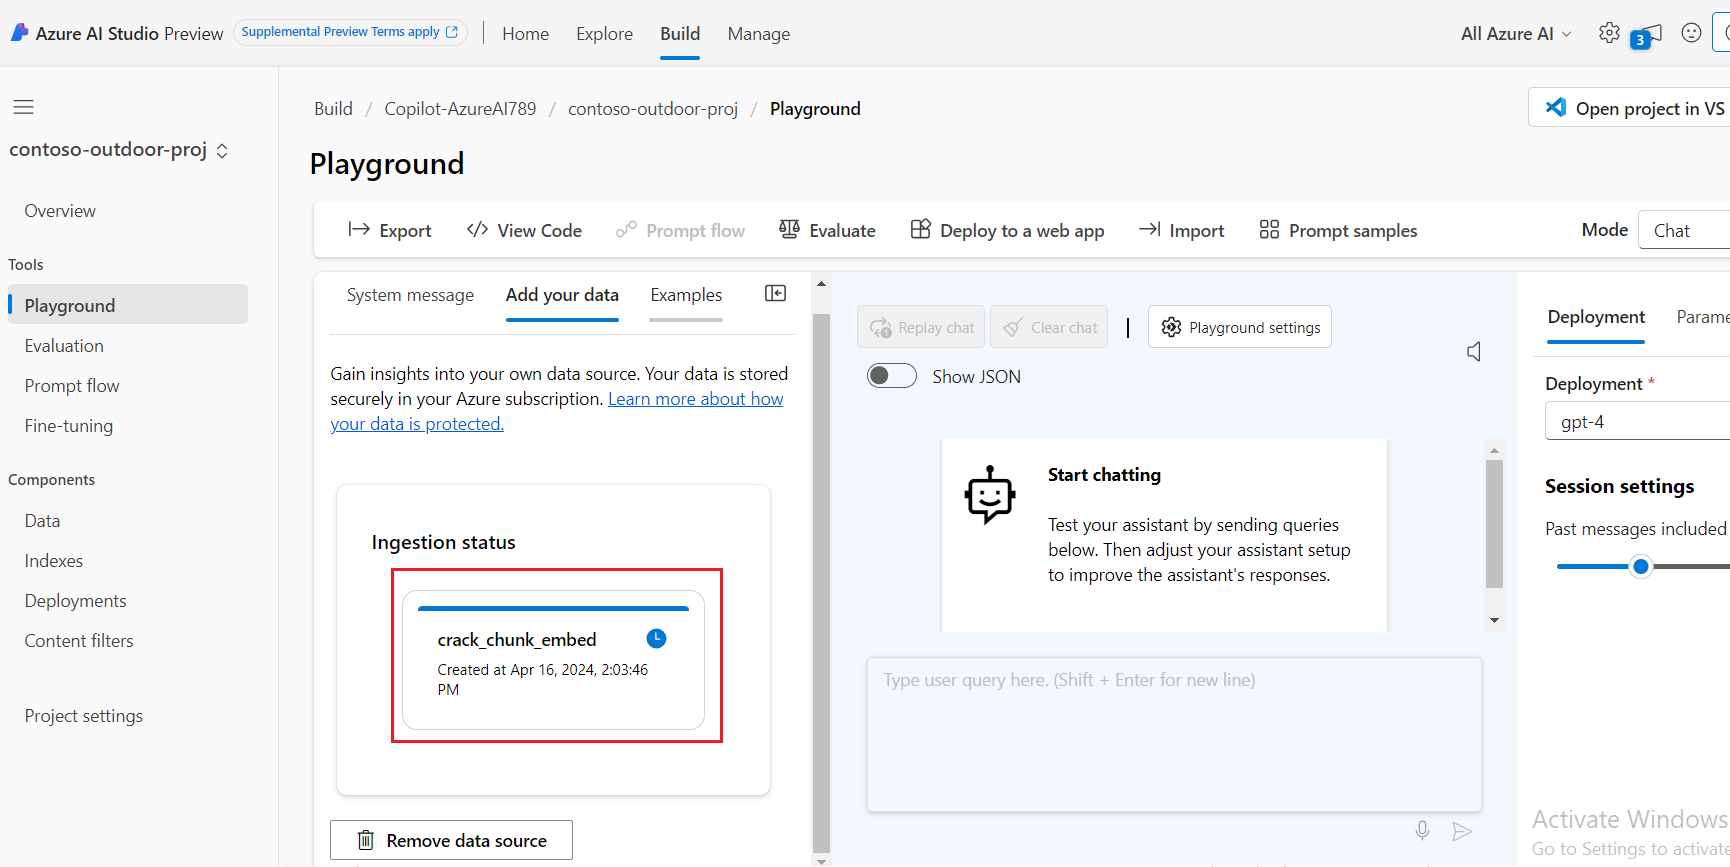 Azure AI Studio Preview
Supplemental Preview Terms apply
Home
Explore
Build
Manage
All Azure AI
3
contoso-outdoor-proj
Overview
Tools
Playground
Evaluation
Prompt flow
Fine-tuning
Components
Data
Indexes
Deployments
Content filters
Project settings
Build / Copilot-AzureAI789 / contoso-outdoor-proj / Playground
Open project in VS
Playground
Export
View Code
Prompt flow
Evaluate
Deploy to a web app
Import
Prompt samples
Mode
Chat
System message
Add your data
Examples
Gain insights into your own data source. Your data is stored
securely in your Azure subscription. Learn more about how
your data is protected.
Ingestion status
crack_chunk_embed
Created at Apr 16, 2024, 2:03:46
PM
Remove data source
Replay chat
Clear chat
Playground settings
Show JSON
Start chatting
Test your assistant by sending queries
below. Then adjust your assistant setup
to improve the assistant's responses.
Type user query here. (Shift + Enter for new line)
Deployment
Parame
Deployment *
gpt-4
Session settings
Past messages included
Activate Windows
Go to Settings to activate